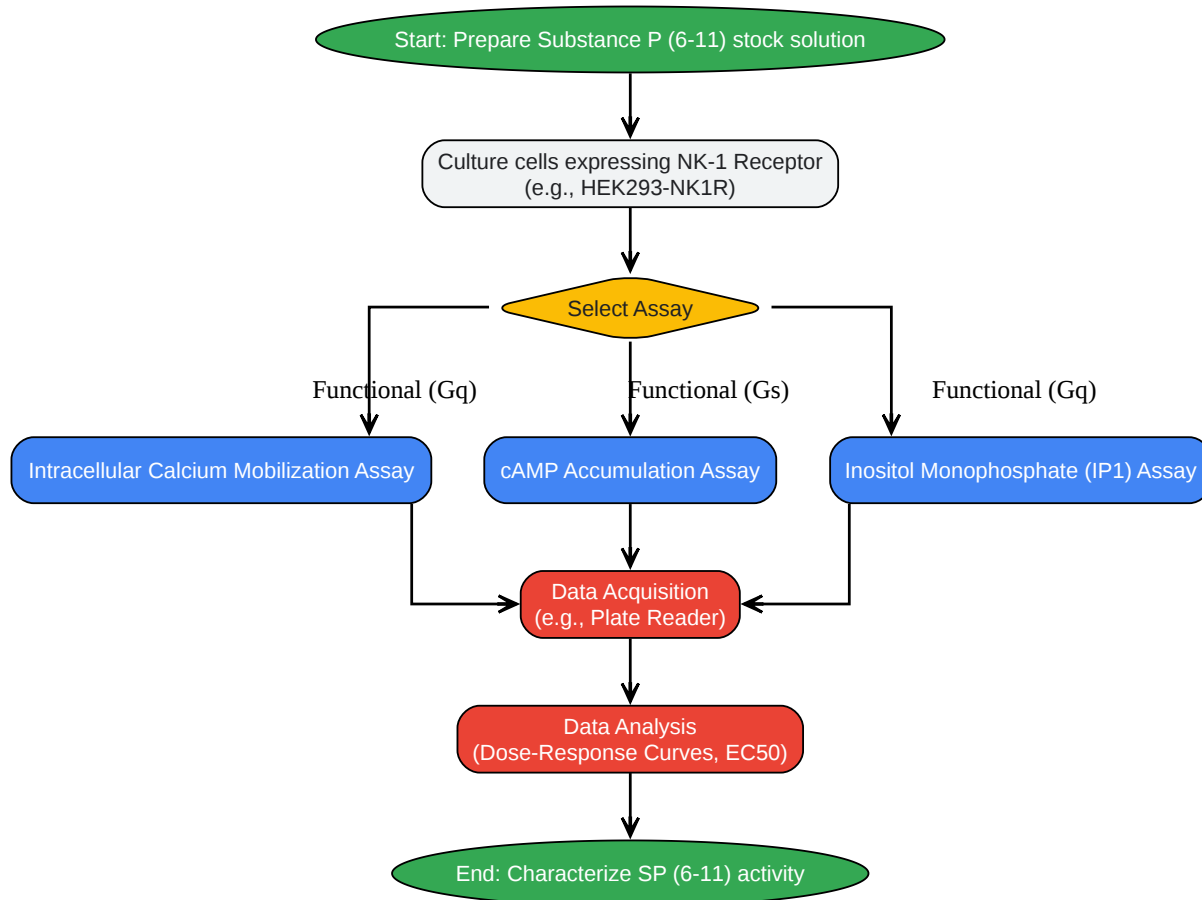 Start: Prepare Substance P (6-11) stock solution
Culture cells expressing NK-1 Receptor
(e.g., HEK293-NK1R)
Select Assay
Functional (Gq)
Functional (Gs)
Functional (Gq)
Intracellular Calcium Mobilization Assay
cAMP Accumulation Assay
Inositol Monophosphate (IP1) Assay
Data Acquisition
(e.g., Plate Reader)
Data Analysis
(Dose-Response Curves, EC50)
End: Characterize SP (6-11) activity